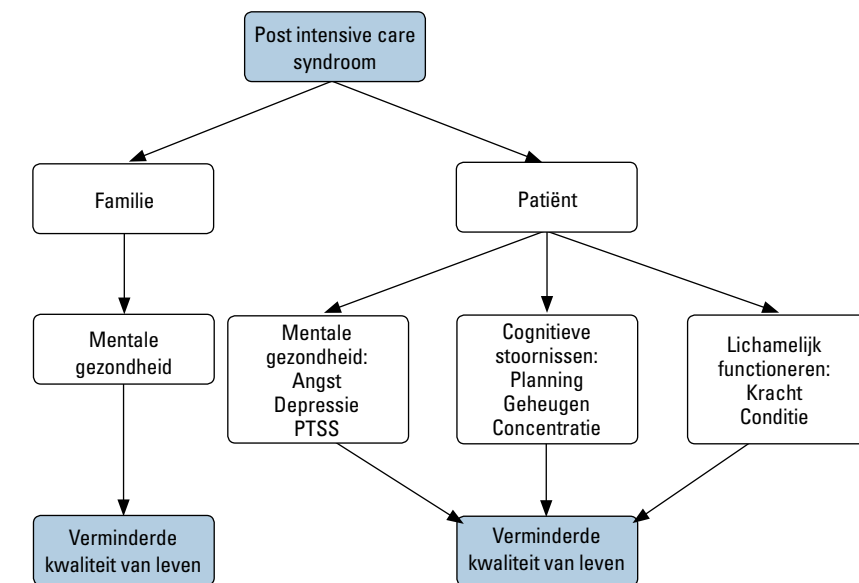 Post intensive care
syndroom
Familie
Patiënt
Mentale
gezondheid
Mentale
gezondheid:
Angst
Depressie
PTSS
Cognitieve
stoornissen:
Planning
Geheugen
Concentratie
Lichamelijk
functioneren:
Kracht
Conditie
Verminderde
kwaliteit van leven
Verminderde
kwaliteit van leven